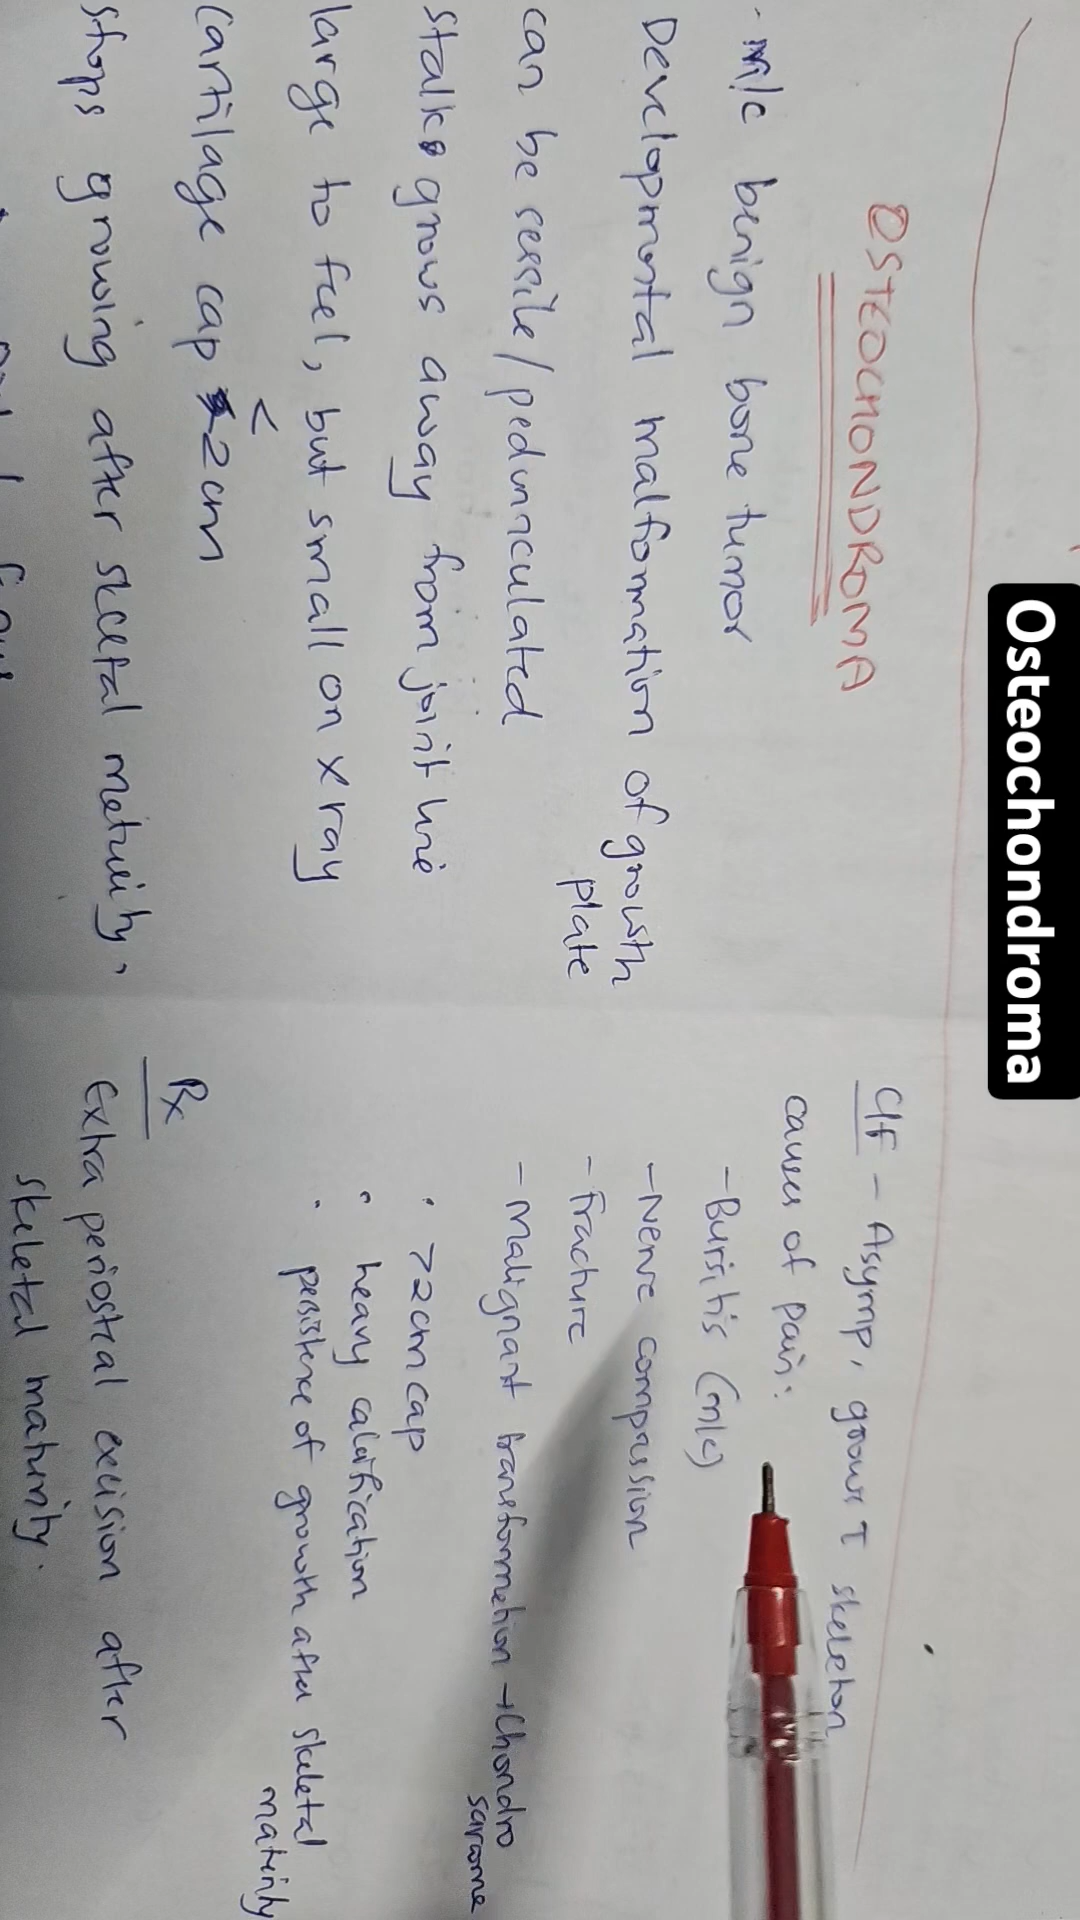 Osteochondroma
OSTEOCHONDROMA
- m/c benign bone tumor
Developmental malformation of growth
plate
can be sessile/pedunculated
stalk grows away from joint line
large to feel, but small on x ray
cartilage cap < 2cm
stops growing after skeetal maturity.
C/F - Asymp, grows T skeleton
causes of pain:
- Bursitis (m/c)
- Nerve compression
- fracture
- Malignant transformation → Chondro
sarcoma
• >2cm cap
• heavy calcification
• persistence of growth after skeletal
maturity
Rx
Extra periosteal excision after
skeletal maturity.